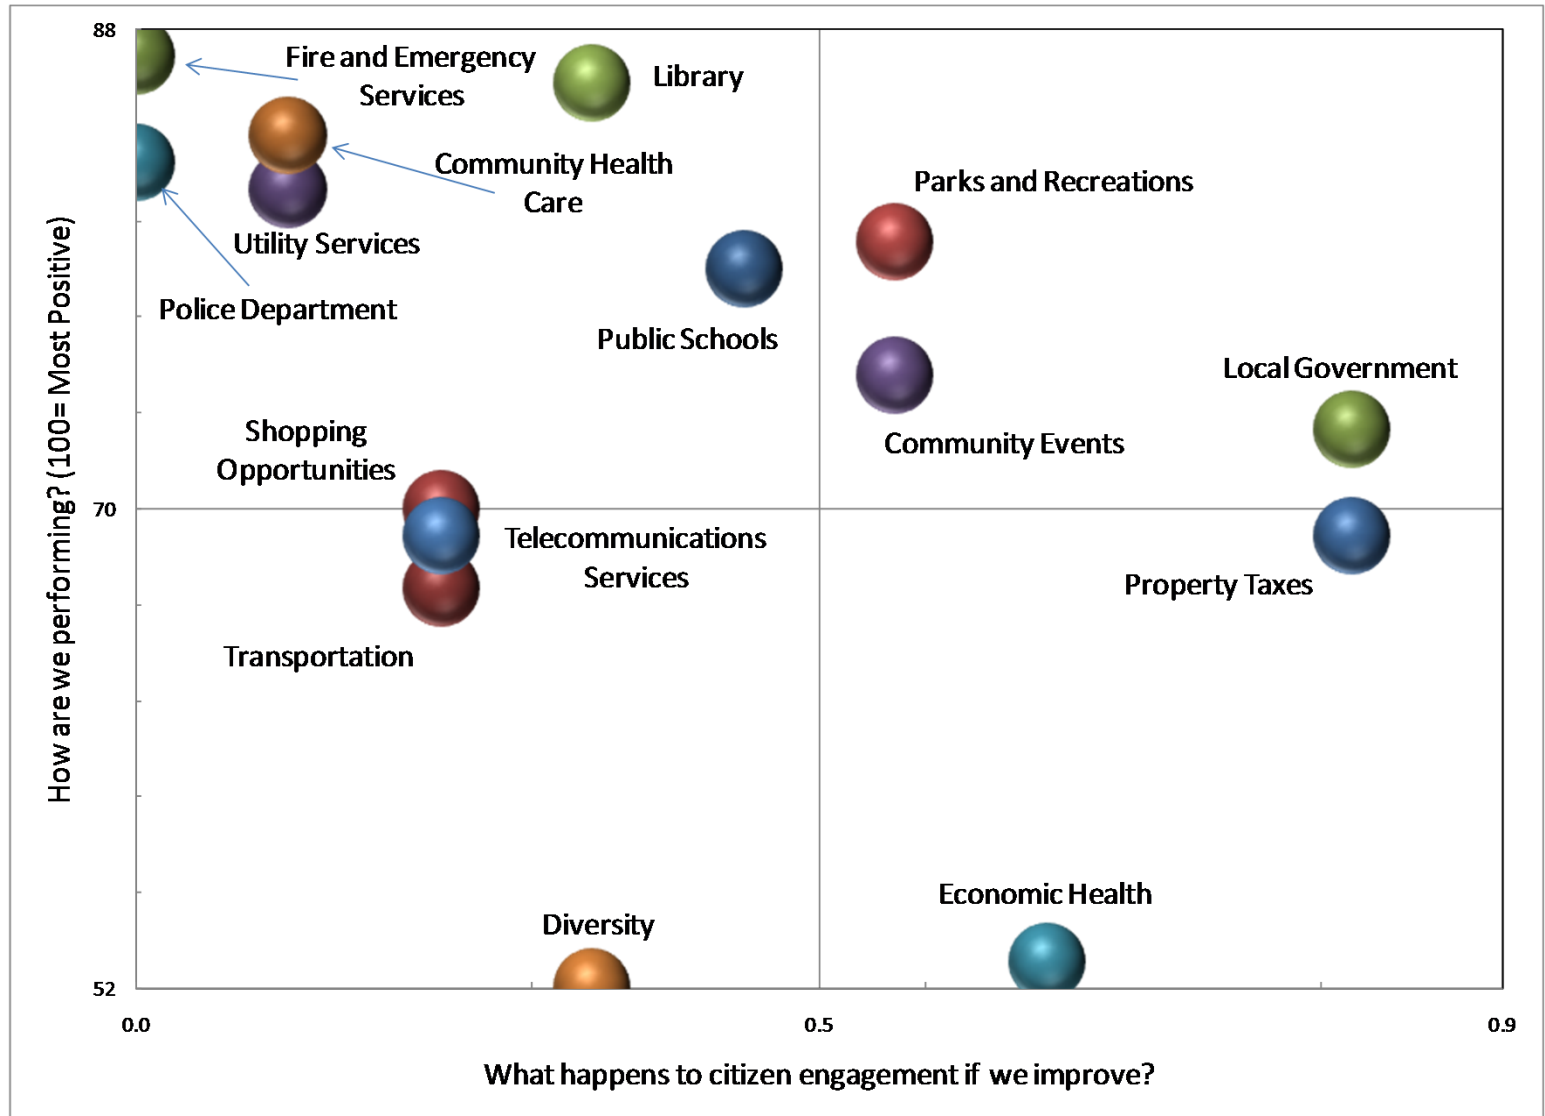 88
Fire and Emergency
Services
Library
Community Health
Care
Parks and Recreations
Utility Services
Police Department
Public Schools
Local Government
Shopping
Opportunities
Community Events
70
Telecommunications
Services
Property Taxes
Transportation
How are we performing? (100= Most Positive)
Economic Health
Diversity
52
0.0
0.5
0.9
What happens to citizen engagement if we improve?